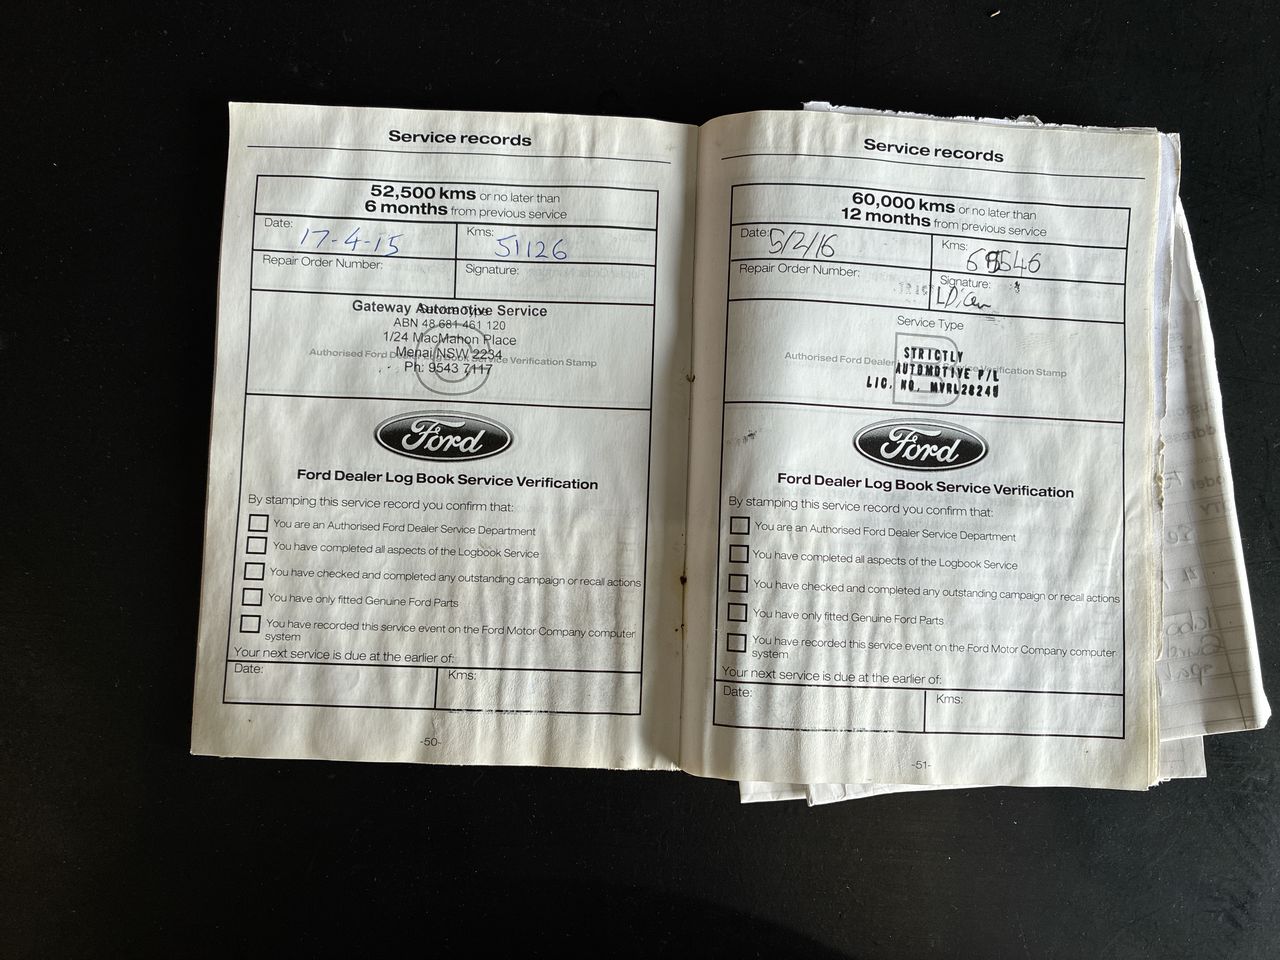 Service records
52,500 kms or no later than
6 months from previous service
Date: 17-4-15
Kms: 51126
Repair Order Number:
Signature:
Service Type
Gateway Automotive Service
ABN 48 681 461 120
1/24 MacMahon Place
Menai NSW 2234
Authorised Ford Dealer Log Book Service Verification Stamp
Ph: 9543 7117
Ford
Ford Dealer Log Book Service Verification
By stamping this service record you confirm that:
You are an Authorised Ford Dealer Service Department
You have completed all aspects of the Logbook Service
You have checked and completed any outstanding campaign or recall actions
You have only fitted Genuine Ford Parts
You have recorded this service event on the Ford Motor Company computer
system
Your next service is due at the earlier of:
Date:
Kms:
-50-
Service records
60,000 kms or no later than
12 months from previous service
Date: 5/2/16
Kms:
Repair Order Number:
Signature:
Service Type
STRICTLY
Authorised Ford Dealer Service Verification Stamp
AUTOMOTIVE P/L
LIC. NO. MVRL28240
Ford
Ford Dealer Log Book Service Verification
By stamping this service record you confirm that:
You are an Authorised Ford Dealer Service Department
You have completed all aspects of the Logbook Service
You have checked and completed any outstanding campaign or recall actions
You have only fitted Genuine Ford Parts
You have recorded this service event on the Ford Motor Company computer
system
Your next service is due at the earlier of:
Date:
Kms:
-51-